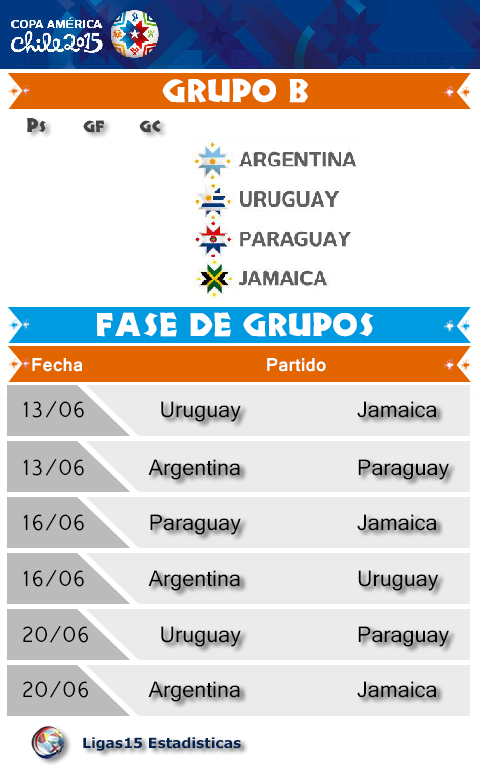 COPA AMÉRICA
Chile 2015
GRUPO B
Ps GF GC
ARGENTINA
URUGUAY
PARAGUAY
JAMAICA
FASE DE GRUPOS
Fecha Partido
13/06 Uruguay Jamaica
13/06 Argentina Paraguay
16/06 Paraguay Jamaica
16/06 Argentina Uruguay
20/06 Uruguay Paraguay
20/06 Argentina Jamaica
Ligas15 Estadisticas